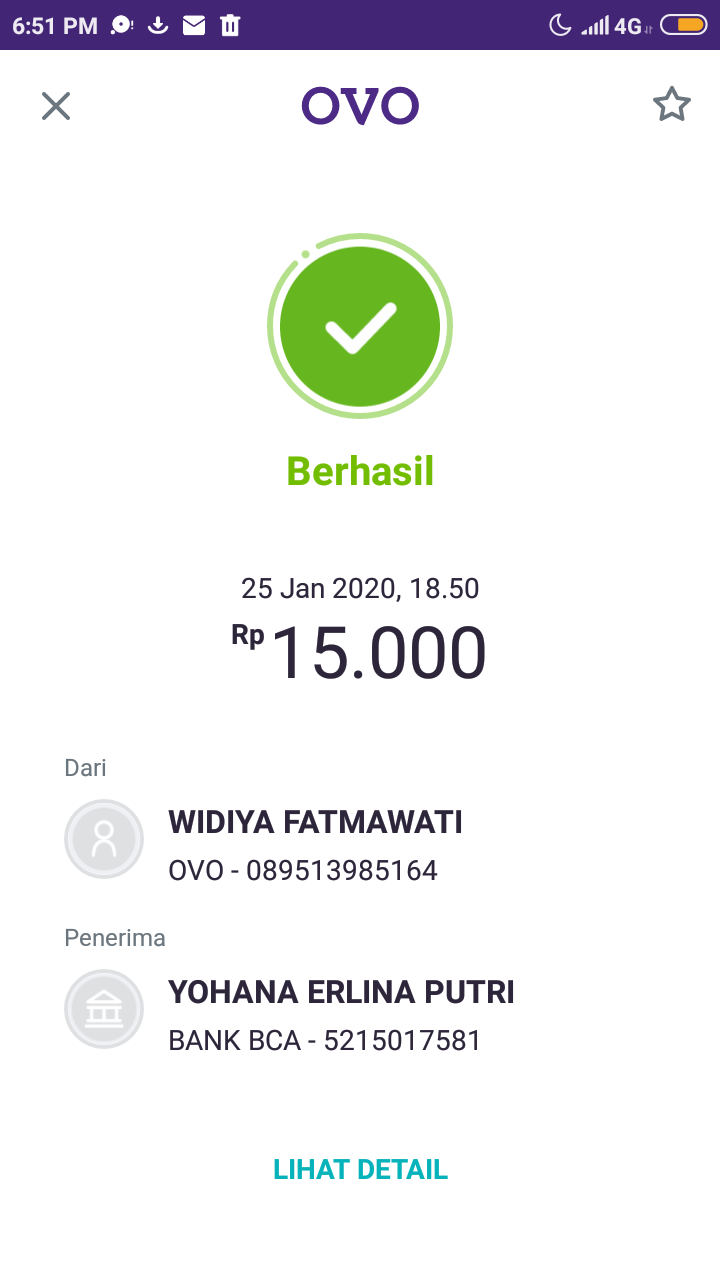 6:51 PM 4G
OVO
Berhasil
25 Jan 2020, 18.50
Rp 15.000
Dari
WIDIYA FATMAWATI
OVO - 089513985164
Penerima
YOHANA ERLINA PUTRI
BANK BCA - 5215017581
LIHAT DETAIL